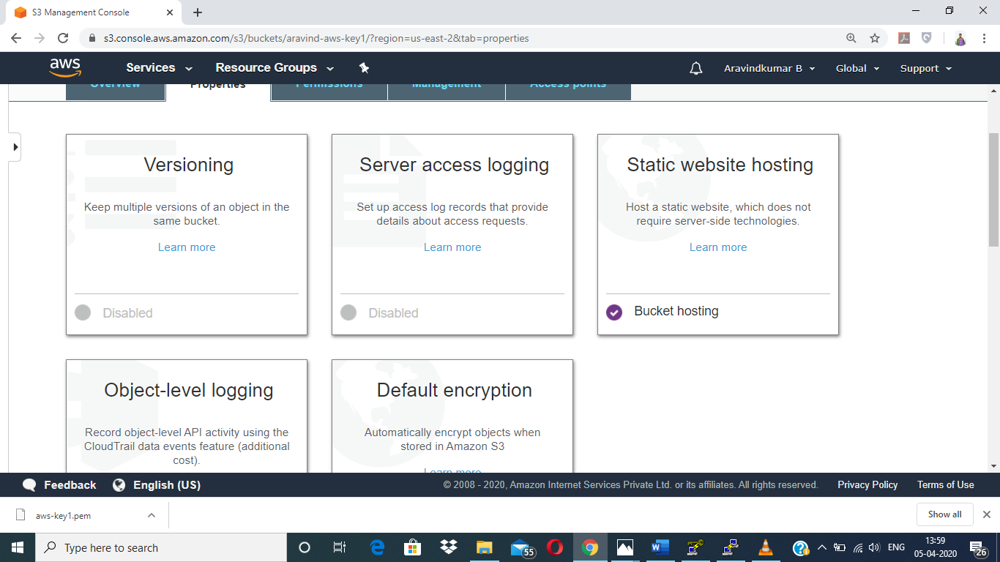 S3 Management Console
s3.console.aws.amazon.com/s3/buckets/aravind-aws-key1/?region=us-east-2&tab=properties
aws
Services
Resource Groups
Aravindkumar B
Global
Support
Overview
Properties
Permissions
Management
Access points
Versioning
Keep multiple versions of an object in the
same bucket.
Learn more
Disabled
Server access logging
Set up access log records that provide
details about access requests.
Learn more
Disabled
Static website hosting
Host a static website, which does not
require server-side technologies.
Learn more
Bucket hosting
Object-level logging
Record object-level API activity using the
CloudTrail data events feature (additional
cost).
Default encryption
Automatically encrypt objects when
stored in Amazon S3
Learn more
Feedback
English (US)
© 2008 - 2020, Amazon Internet Services Private Ltd. or its affiliates. All rights reserved.
Privacy Policy
Terms of Use
aws-key1.pem
Show all
Type here to search
55
ENG
13:59
05-04-2020
26